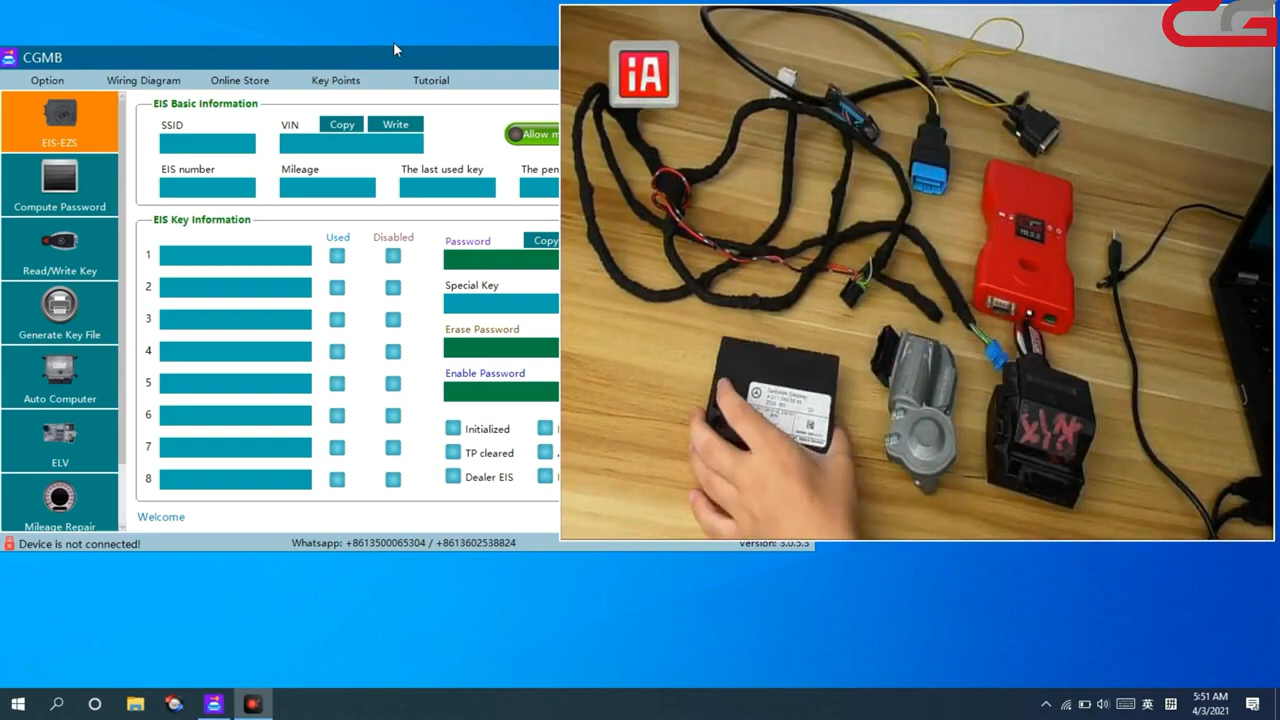 CGMB
Option Wiring Diagram Online Store Key Points Tutorial
EIS-EZS
Compute Password
Read/Write Key
Generate Key File
Auto Computer
ELV
Mileage Repair
EIS Basic Information
SSID VIN Copy Write
Allow m
EIS number Mileage The last used key The pen
EIS Key Information
Used Disabled
1
2
3
4
5
6
7
8
Password Copy
Special Key
Erase Password
Enable Password
Initialized
TP cleared
Dealer EIS
Welcome
Device is not connected!
Whatsapp: +8613500065304 / +8613602538824
Version: 3.0.5.3
iA
CG
XIN
英
拼
5:51 AM
4/3/2021